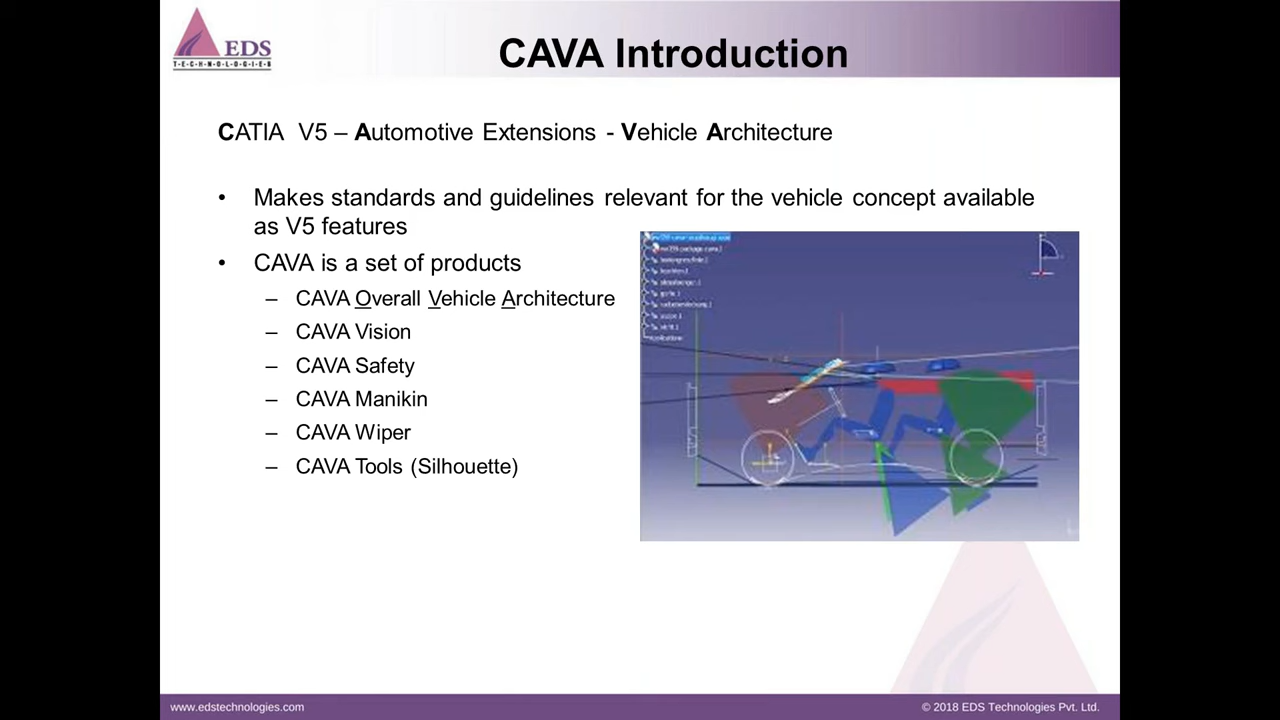 EDS
T·E·C·H·N·O·L·O·G·I·E·S
CAVA Introduction
CATIA V5 – Automotive Extensions - Vehicle Architecture
• Makes standards and guidelines relevant for the vehicle concept available
as V5 features
• CAVA is a set of products
– CAVA Overall Vehicle Architecture
– CAVA Vision
– CAVA Safety
– CAVA Manikin
– CAVA Wiper
– CAVA Tools (Silhouette)
www.edstechnologies.com
© 2018 EDS Technologies Pvt. Ltd.